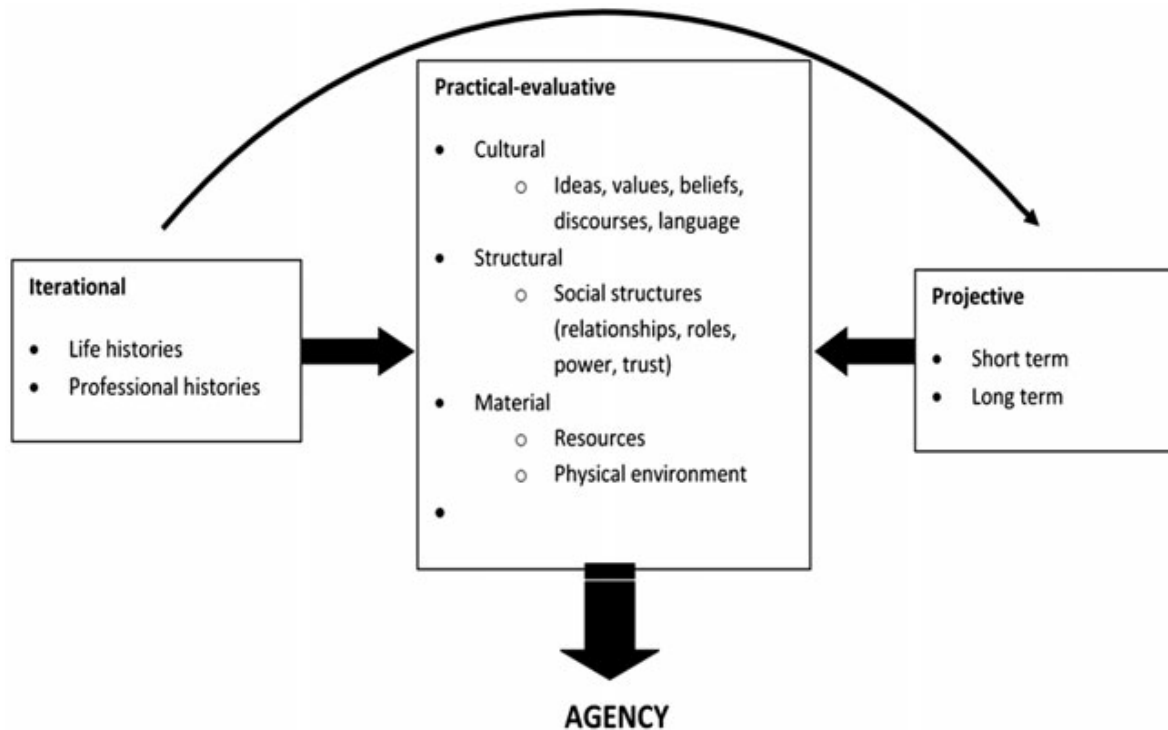 Practical-evaluative
• Cultural
o Ideas, values, beliefs,
discourses, language
• Structural
o Social structures
(relationships, roles,
power, trust)
• Material
o Resources
o Physical environment
•
Iterational
• Life histories
• Professional histories
Projective
• Short term
• Long term
AGENCY